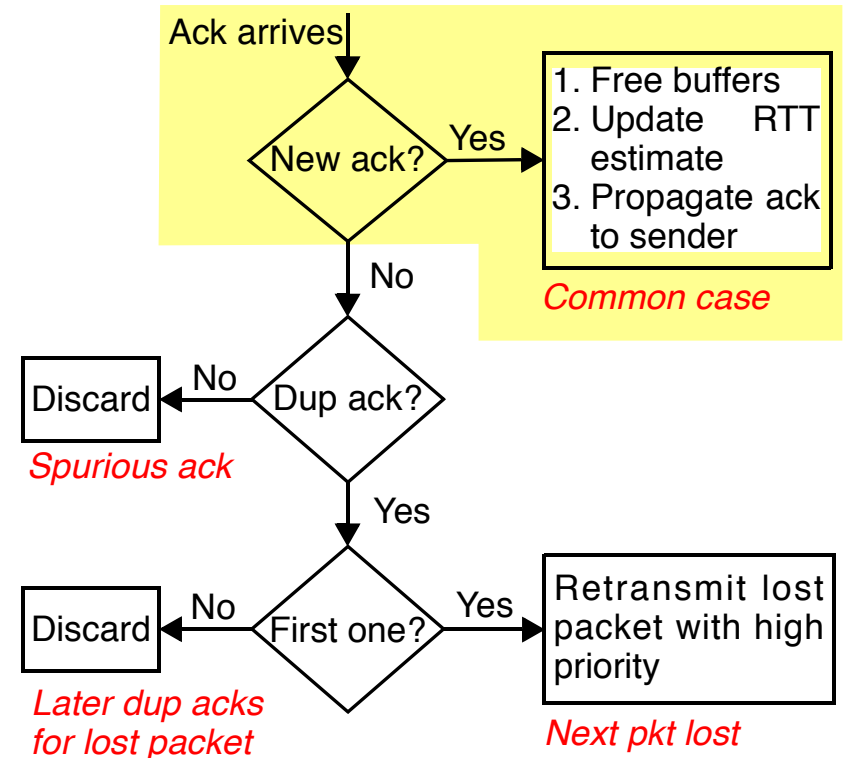 Ack arrives
New ack?
Yes
1. Free buffers
2. Update RTT
estimate
3. Propagate ack
to sender
Common case
No
Dup ack?
No
Discard
Spurious ack
Yes
First one?
No
Discard
Later dup acks
for lost packet
Yes
Retransmit lost
packet with high
priority
Next pkt lost